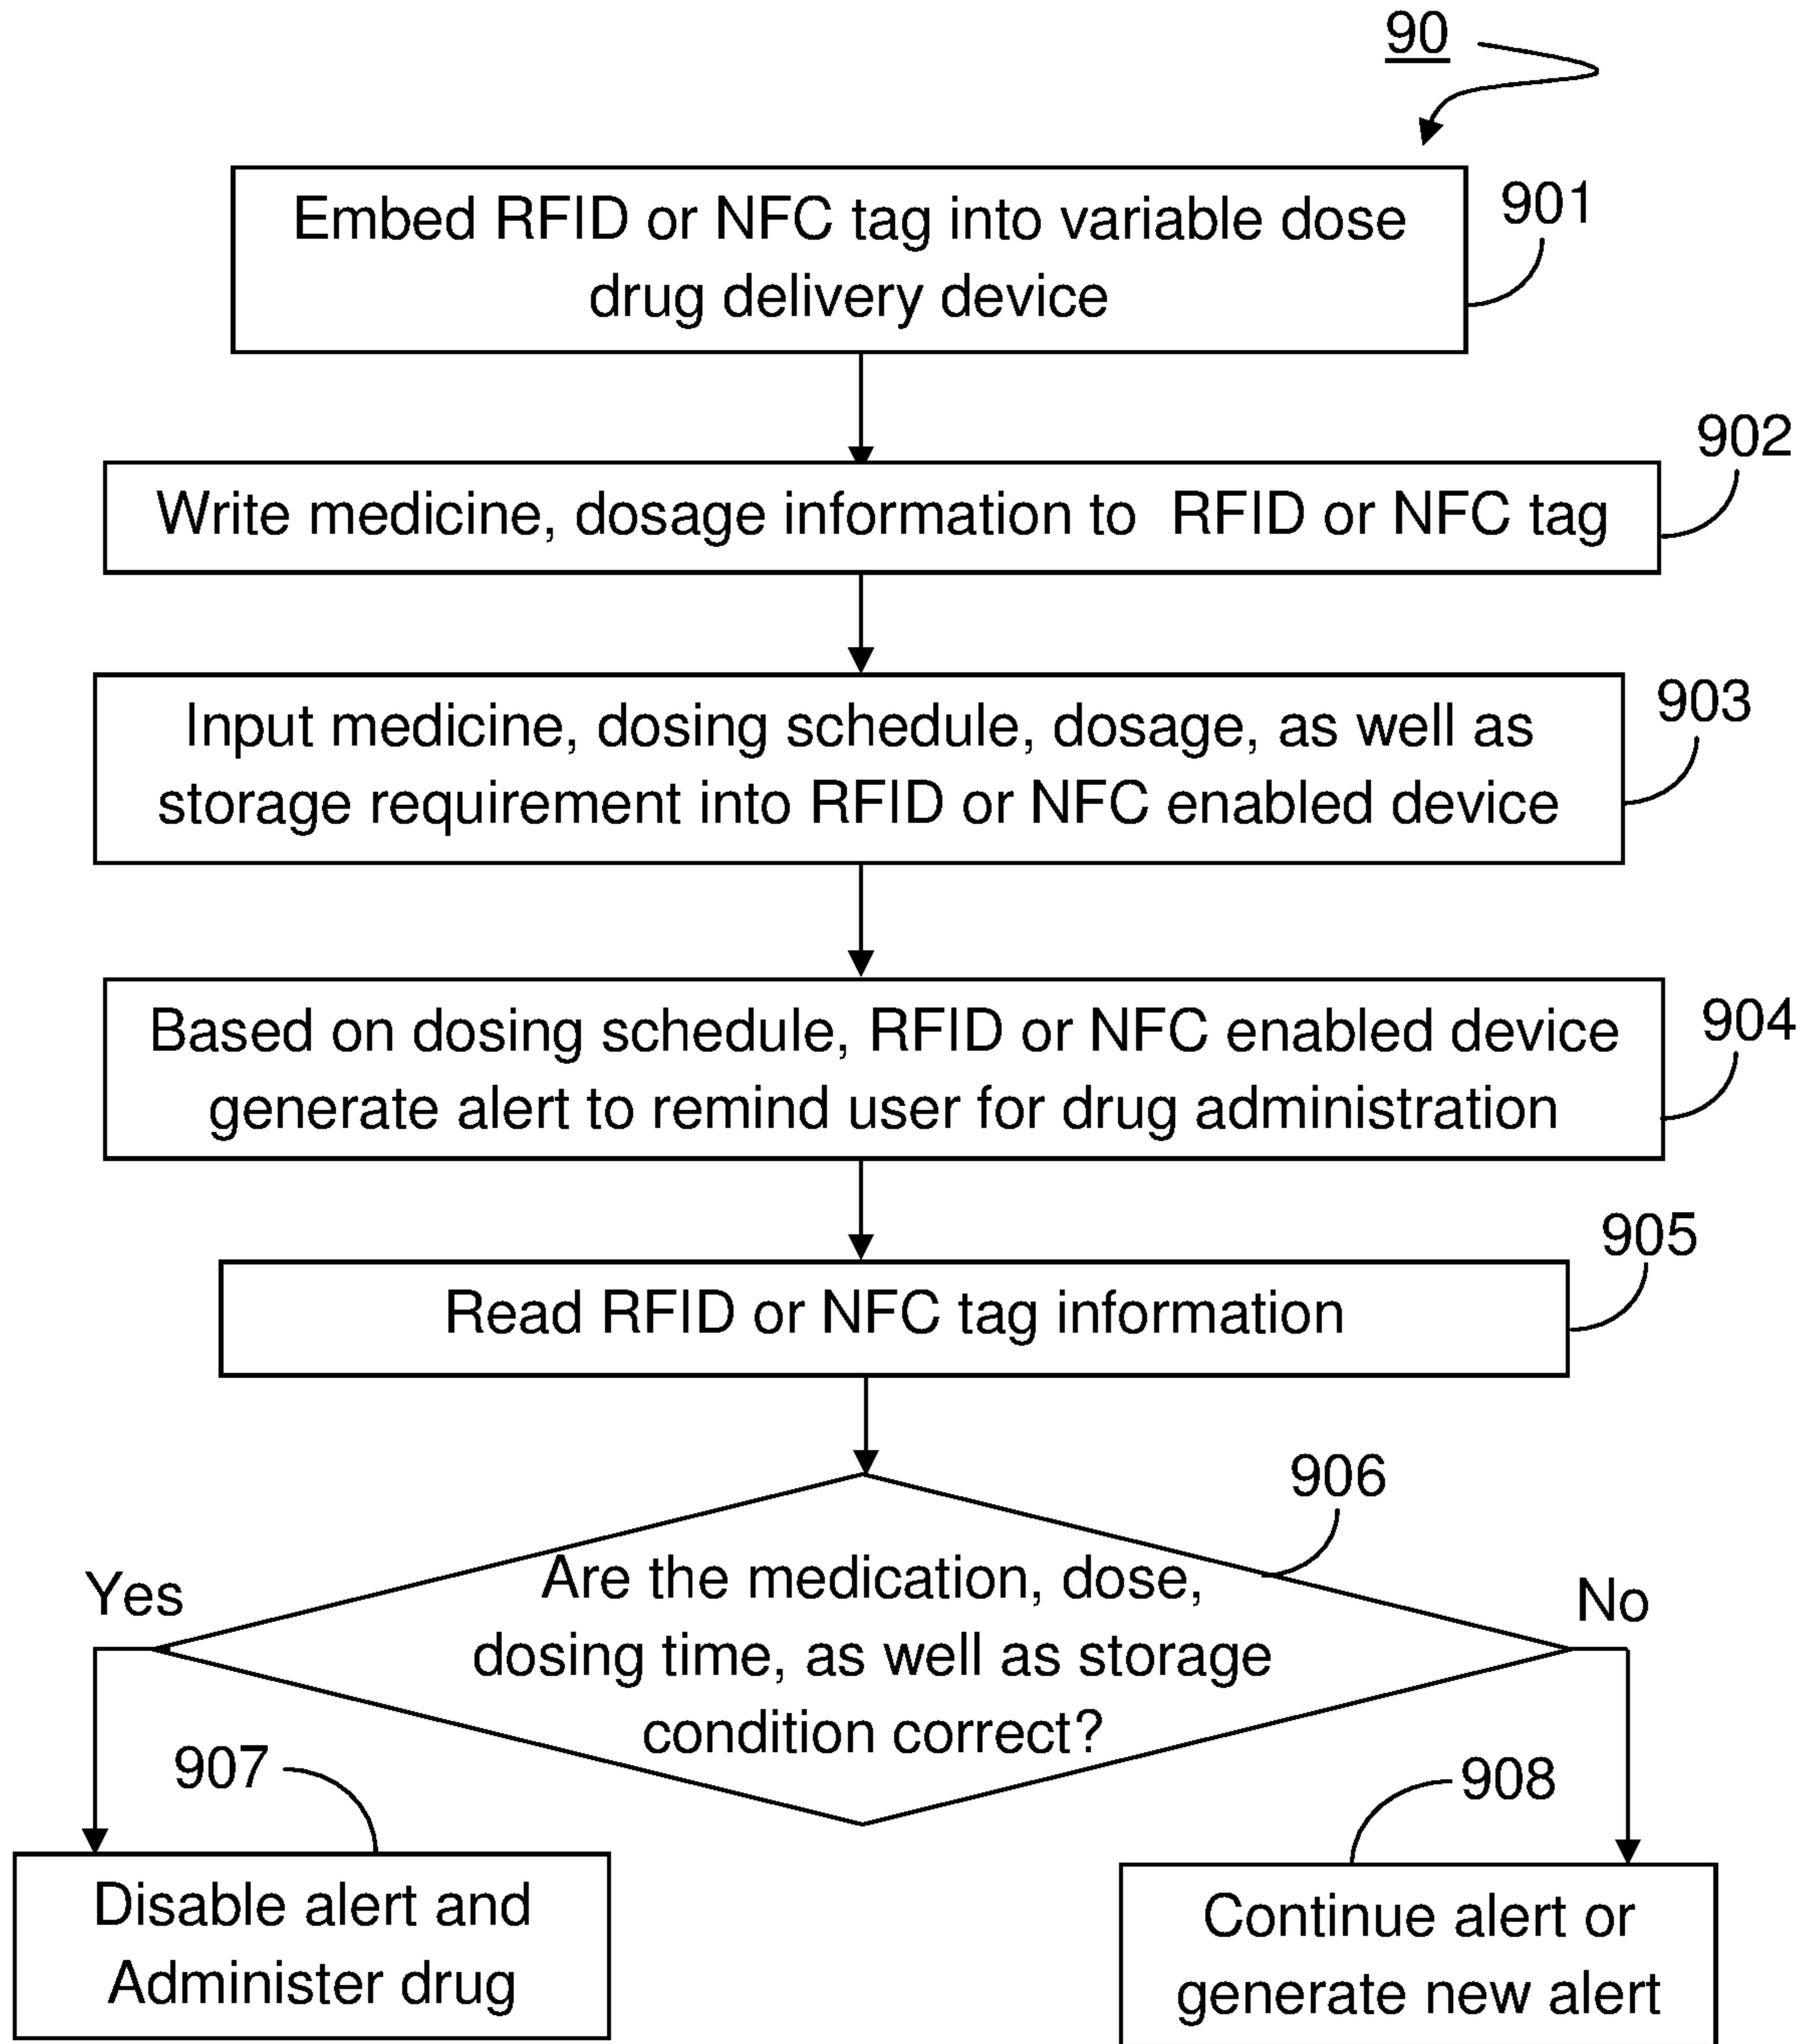 90
Embed RFID or NFC tag into variable dose
drug delivery device
901
Write medicine, dosage information to RFID or NFC tag
902
Input medicine, dosing schedule, dosage, as well as
storage requirement into RFID or NFC enabled device
903
Based on dosing schedule, RFID or NFC enabled device
generate alert to remind user for drug administration
904
Read RFID or NFC tag information
905
906
Are the medication, dose,
dosing time, as well as storage
condition correct?
Yes
No
907
Disable alert and
Administer drug
908
Continue alert or
generate new alert